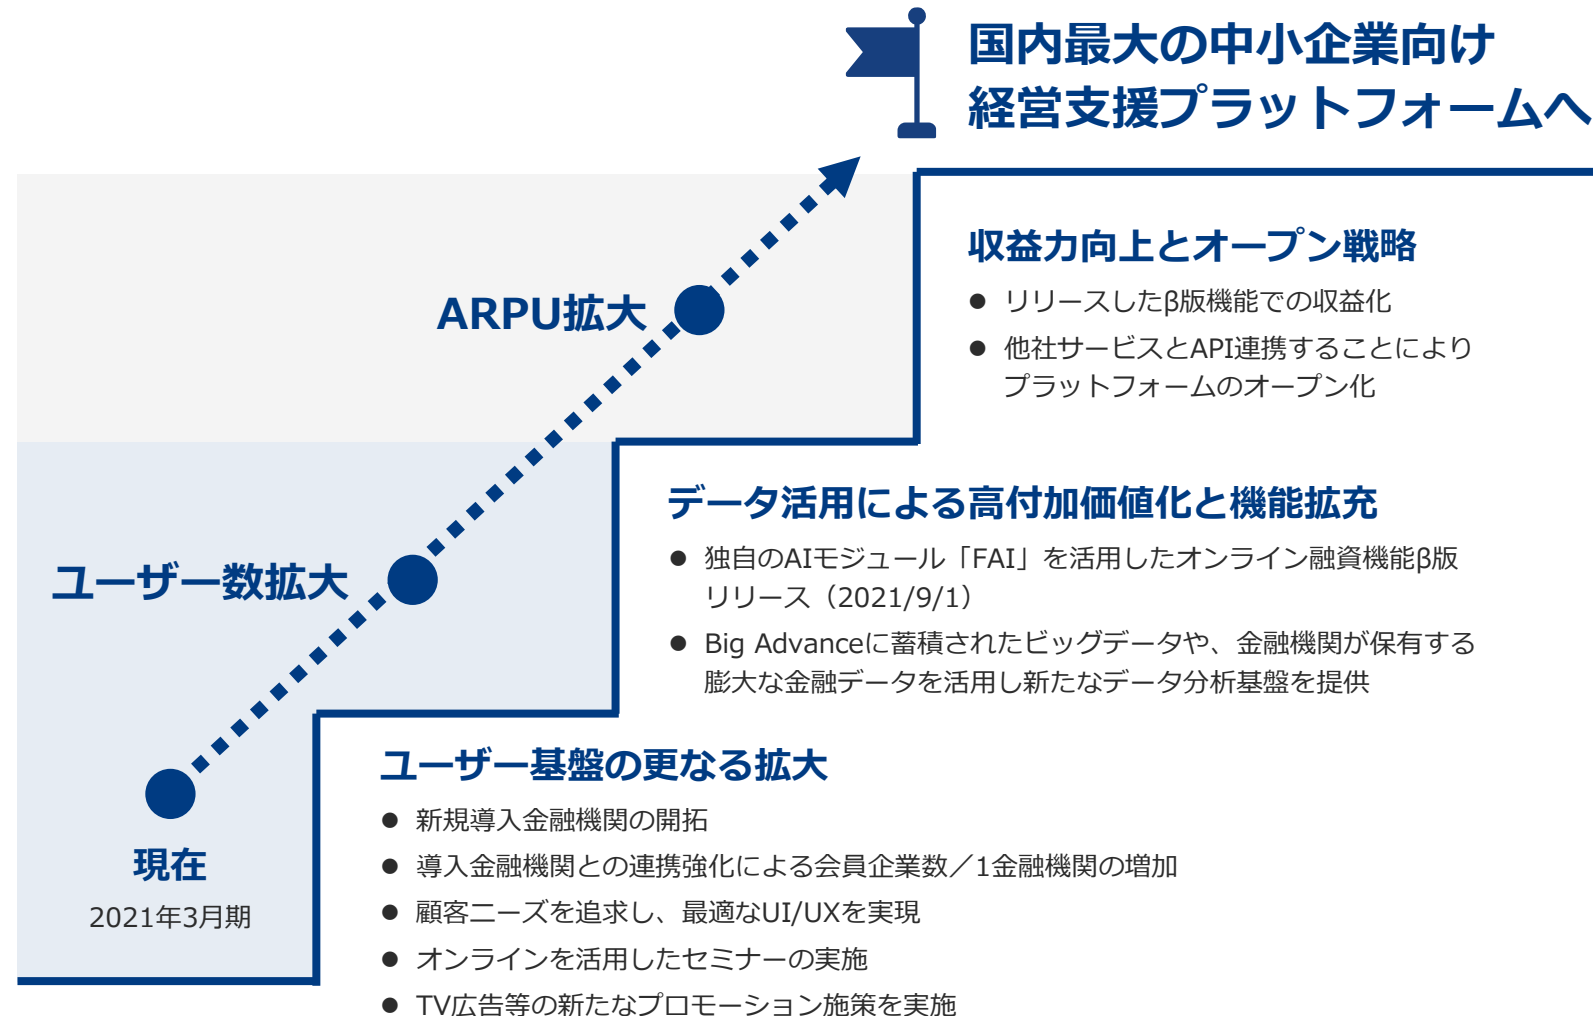 国内最大の中小企業向け
経営支援プラットフォームへ
収益力向上とオープン戦略
● リリースしたβ版機能での収益化
● 他社サービスとAPI連携することにより
プラットフォームのオープン化
ARPU拡大
データ活用による高付加価値化と機能拡充
● 独自のAIモジュール「FAI」を活用したオンライン融資機能β版
リリース（2021/9/1）
● Big Advanceに蓄積されたビッグデータや、金融機関が保有する
膨大な金融データを活用し新たなデータ分析基盤を提供
ユーザー数拡大
ユーザー基盤の更なる拡大
● 新規導入金融機関の開拓
● 導入金融機関との連携強化による会員企業数／1金融機関の増加
● 顧客ニーズを追求し、最適なUI/UXを実現
● オンラインを活用したセミナーの実施
● TV広告等の新たなプロモーション施策を実施
現在
2021年3月期